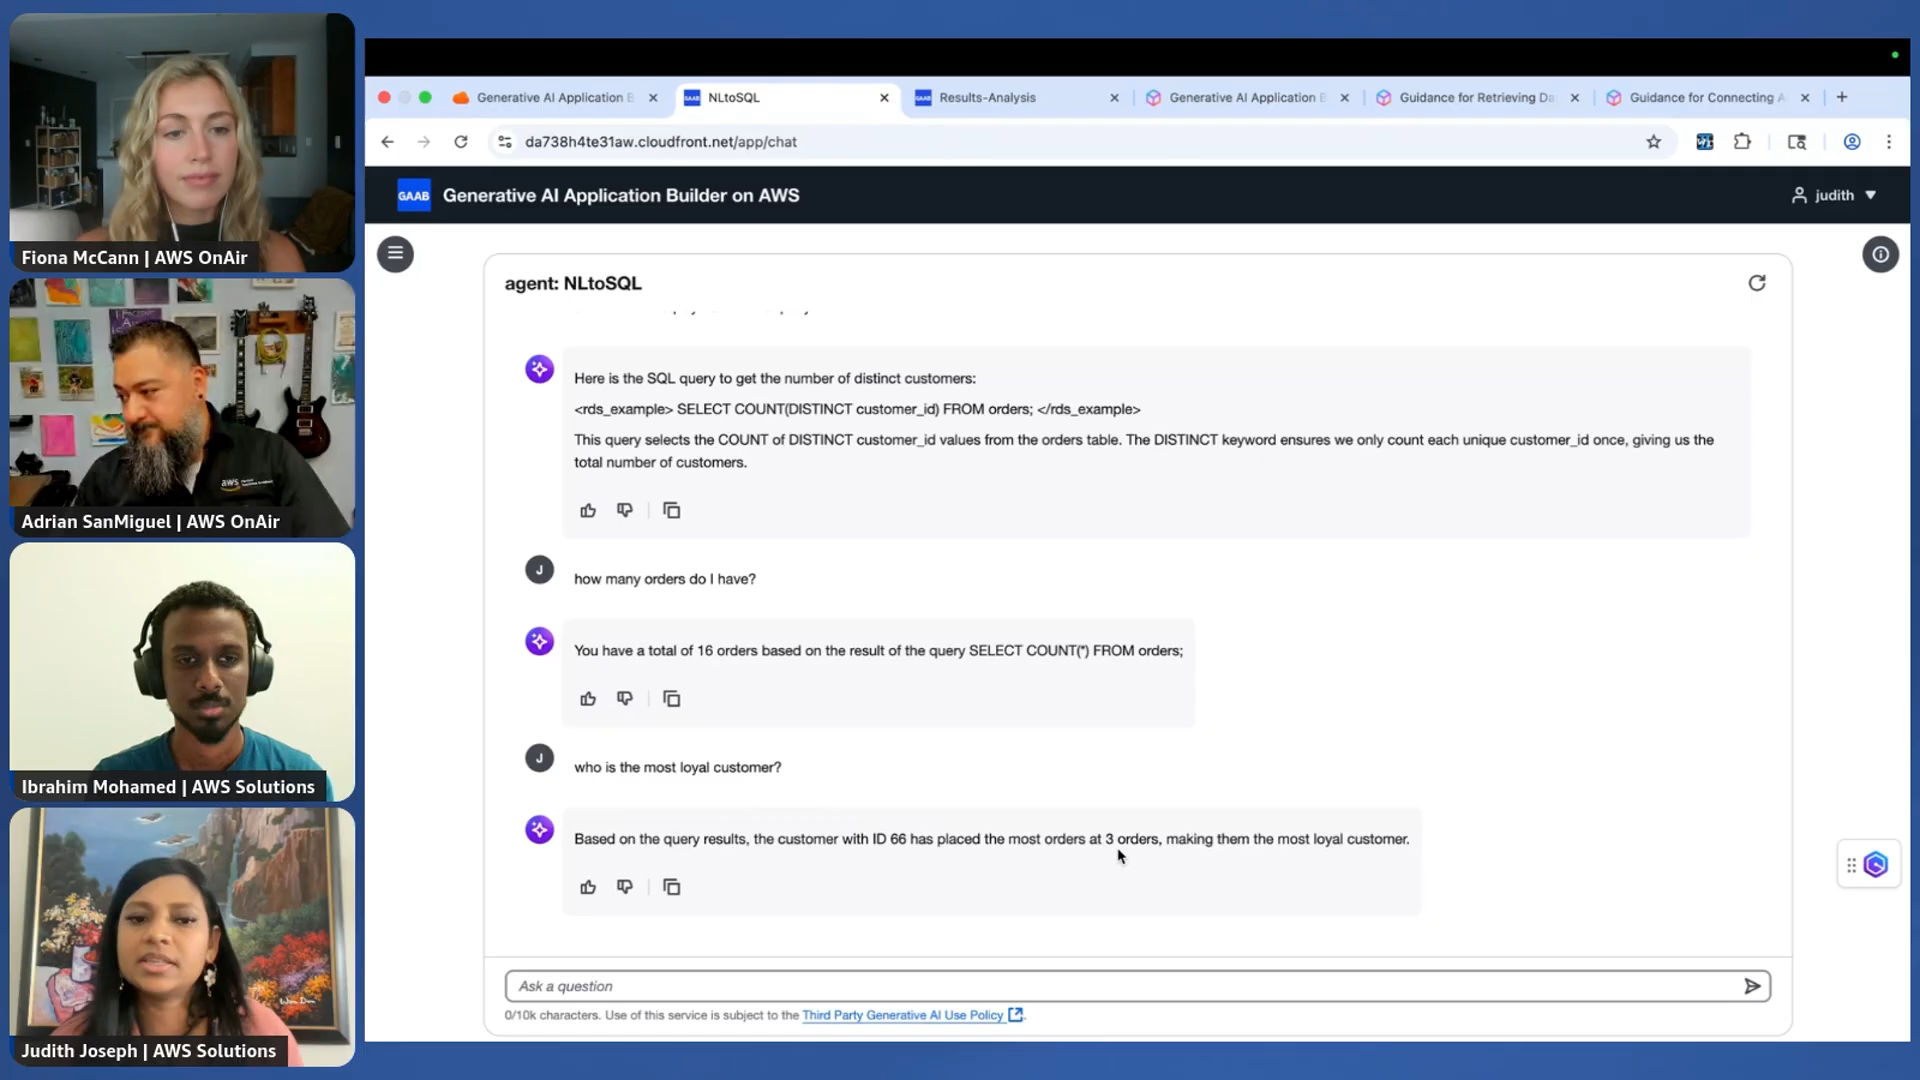 Fiona McCann | AWS OnAir
aws
Adrian SanMiguel | AWS OnAir
Ibrahim Mohamed | AWS Solutions
Judith Joseph | AWS Solutions
Generative AI Application B
NLtoSQL
Results-Analysis
Generative AI Application B
Guidance for Retrieving Da
Guidance for Connecting A
da738h4te31aw.cloudfront.net/app/chat
GAAB
Generative AI Application Builder on AWS
judith
agent: NLtoSQL
Here is the SQL query to get the number of distinct customers:
<rds_example> SELECT COUNT(DISTINCT customer_id) FROM orders; </rds_example>
This query selects the COUNT of DISTINCT customer_id values from the orders table. The DISTINCT keyword ensures we only count each unique customer_id once, giving us the
total number of customers.
J
how many orders do I have?
You have a total of 16 orders based on the result of the query SELECT COUNT(*) FROM orders;
J
who is the most loyal customer?
Based on the query results, the customer with ID 66 has placed the most orders at 3 orders, making them the most loyal customer.
Ask a question
0/10k characters. Use of this service is subject to the Third Party Generative AI Use Policy.